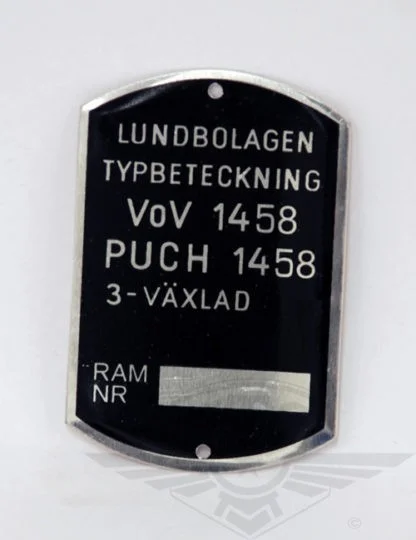 LUNDBOLAGEN
TYPBETECKNING
VoV 1458
PUCH 1458
3-VÄXLAD
RAM
NR
©